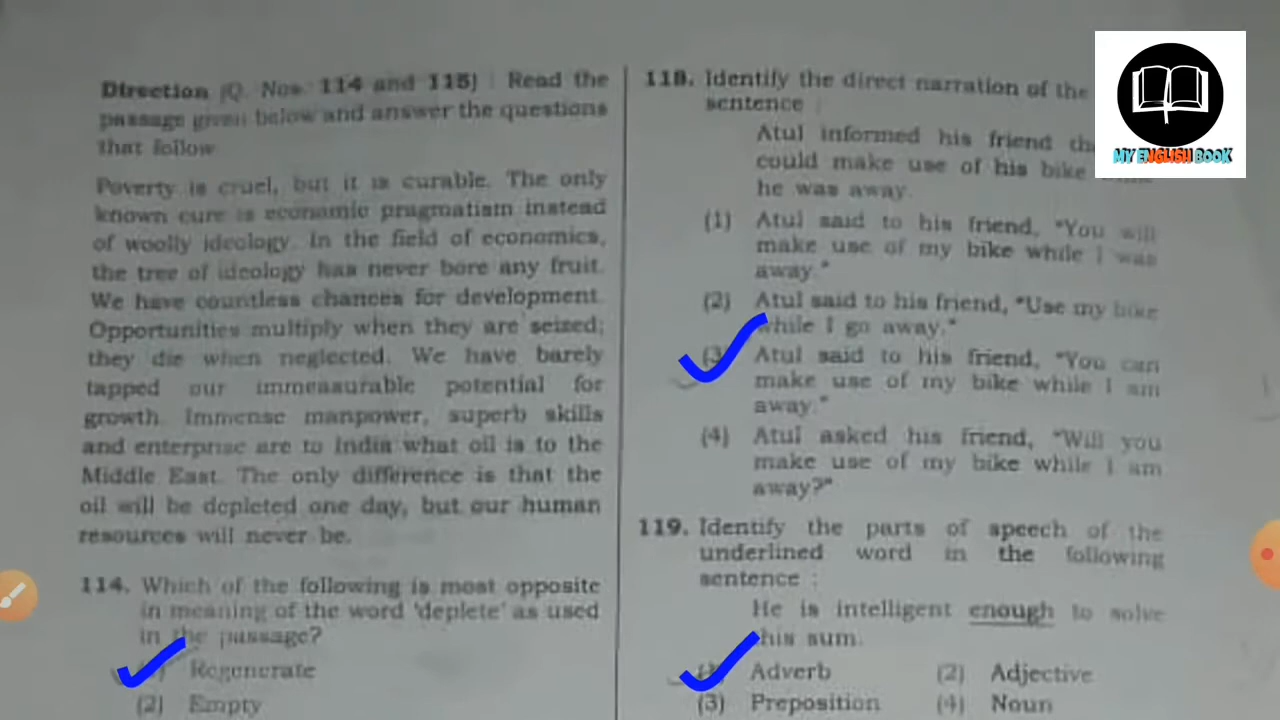 Direction (Q. Nos. 114 and 115) : Read the
passage given below and answer the questions
that follow
Poverty is cruel, but it is curable. The only
known cure is economic pragmatism instead
of woolly ideology. In the field of economics,
the tree of ideology has never bore any fruit.
We have countless chances for development.
Opportunities multiply when they are seized;
they die when neglected. We have barely
tapped our immeasurable potential for
growth. Immense manpower, superb skills
and enterprise are to India what oil is to the
Middle East. The only difference is that the
oil will be depleted one day, but our human
resources will never be.
114. Which of the following is most opposite
in meaning of the word 'deplete' as used
in the passage?
Regenerate
(2) Empty
118. Identify the direct narration of the
sentence :
Atul informed his friend
could make use of his bike
he was away.
(1) Atul said to his friend, "You will
make use of my bike while I was
away."
(2) Atul said to his friend, "Use my bike
while I go away."
(3) Atul said to his friend, "You can
make use of my bike while I am
away."
(4) Atul asked his friend, "Will you
make use of my bike while I am
away?"
119. Identify the parts of speech of the
underlined word in the following
sentence :
He is intelligent enough to solve
this sum.
(1) Adverb (2) Adjective
(3) Preposition (4) Noun
MY ENGLISH BOOK